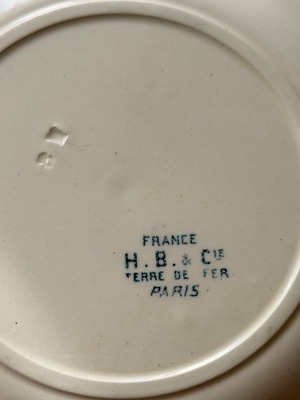 FRANCE
H. B. & CIE
TERRE DE FER
PARIS